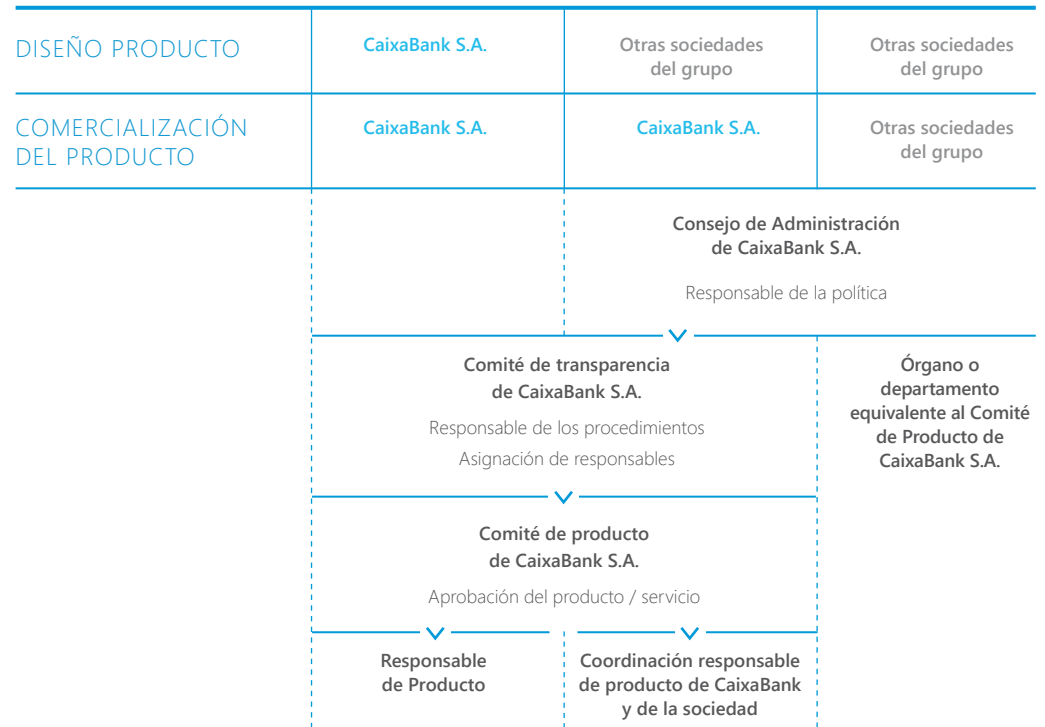 DISEÑO PRODUCTO
CaixaBank S.A.
Otras sociedades
del grupo
Otras sociedades
del grupo
COMERCIALIZACIÓN
DEL PRODUCTO
CaixaBank S.A.
CaixaBank S.A.
Otras sociedades
del grupo
Consejo de Administración
de CaixaBank S.A.
Responsable de la política
Comité de transparencia
de CaixaBank S.A.
Responsable de los procedimientos
Asignación de responsables
Órgano o
departamento
equivalente al Comité
de Producto de
CaixaBank S.A.
Comité de producto
de CaixaBank S.A.
Aprobación del producto / servicio
Responsable
de Producto
Coordinación responsable
de producto de CaixaBank
y de la sociedad